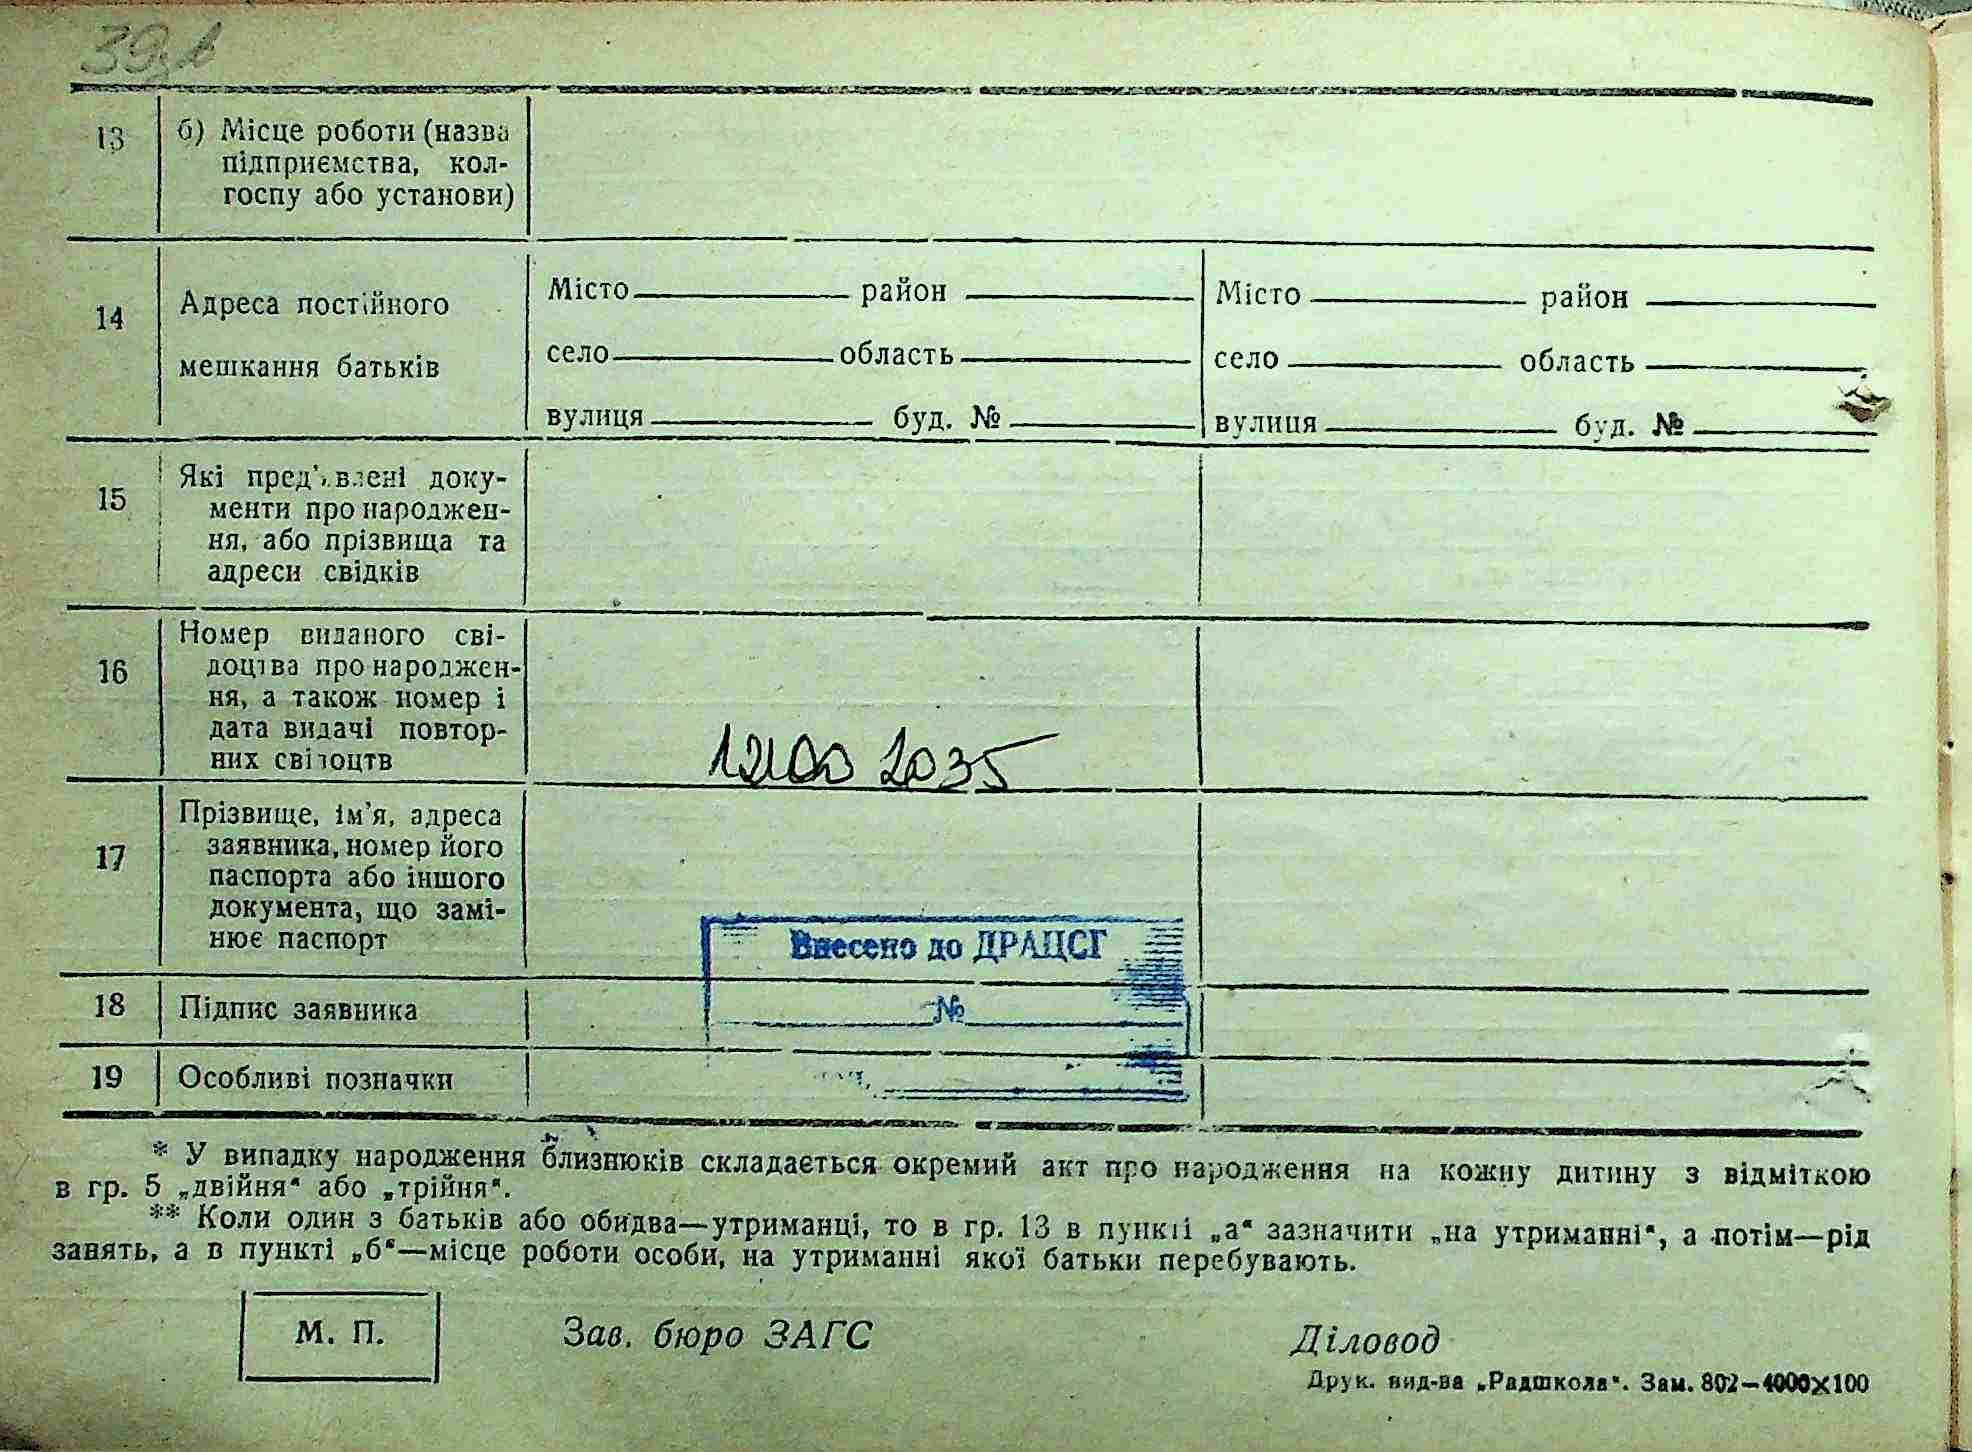 39зв
13 б) Місце роботи (назва
підприємства, кол-
госпу або установи)
14 Адреса постійного
мешкання батьків
Місто район Місто район
село область село область
вулиця буд. № вулиця буд. №
15 Які пред'явлені доку-
менти про народжен-
ня, або прізвища та
адреси свідків
16 Номер виданого сві-
доцтва про народжен-
ня, а також номер і
дата видачі повтор-
них свідоцтв
2035
17 Прізвище, ім'я, адреса
заявника, номер його
паспорта або іншого
документа, що замі-
нює паспорт
Внесено до ДРАЦСГ
№
18 Підпис заявника
19 Особливі позначки
* У випадку народження близнюків складається окремий акт про народження на кожну дитину з відміткою
в гр. 5 „двійня“ або „трійня“.
** Коли один з батьків або обидва—утриманці, то в гр. 13 в пункті „а“ зазначити „на утриманні“, а потім—рід
занять, а в пункті „б“—місце роботи особи, на утриманні якої батьки перебувають.
М. П.
Зав. бюро ЗАГС
Діловод
Друк. вид-ва „Радшкола“. Зам. 802—4000×100